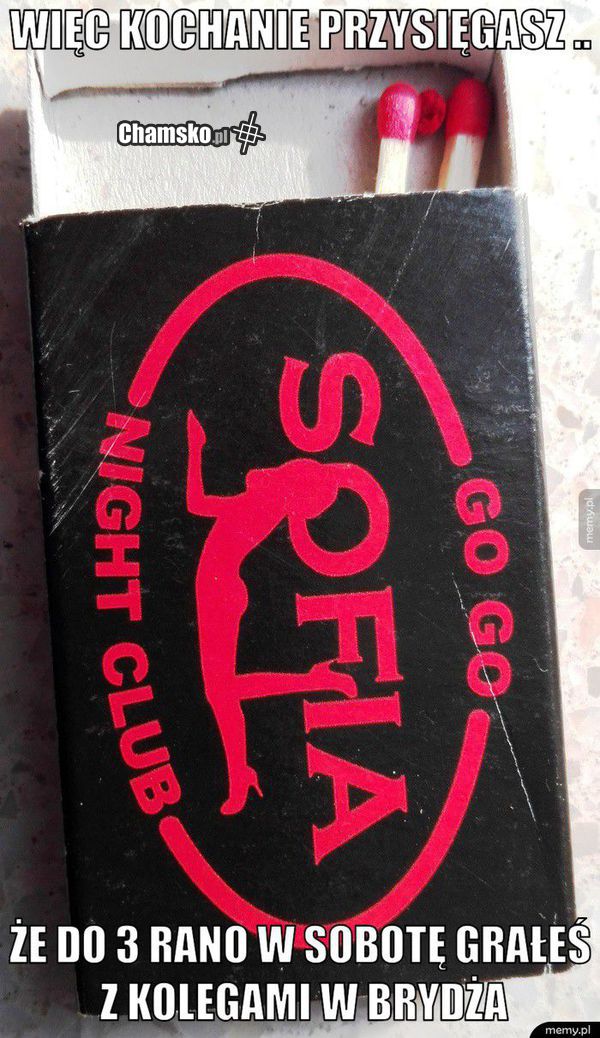 WIĘC KOCHANIE PRZYSIĘGASZ ..
Chamsko.pl
GO GO
SOFIA
NIGHT CLUB
memy.pl
ŻE DO 3 RANO W SOBOTĘ GRAŁEŚ
Z KOLEGAMI W BRYDŻA
memy.pl